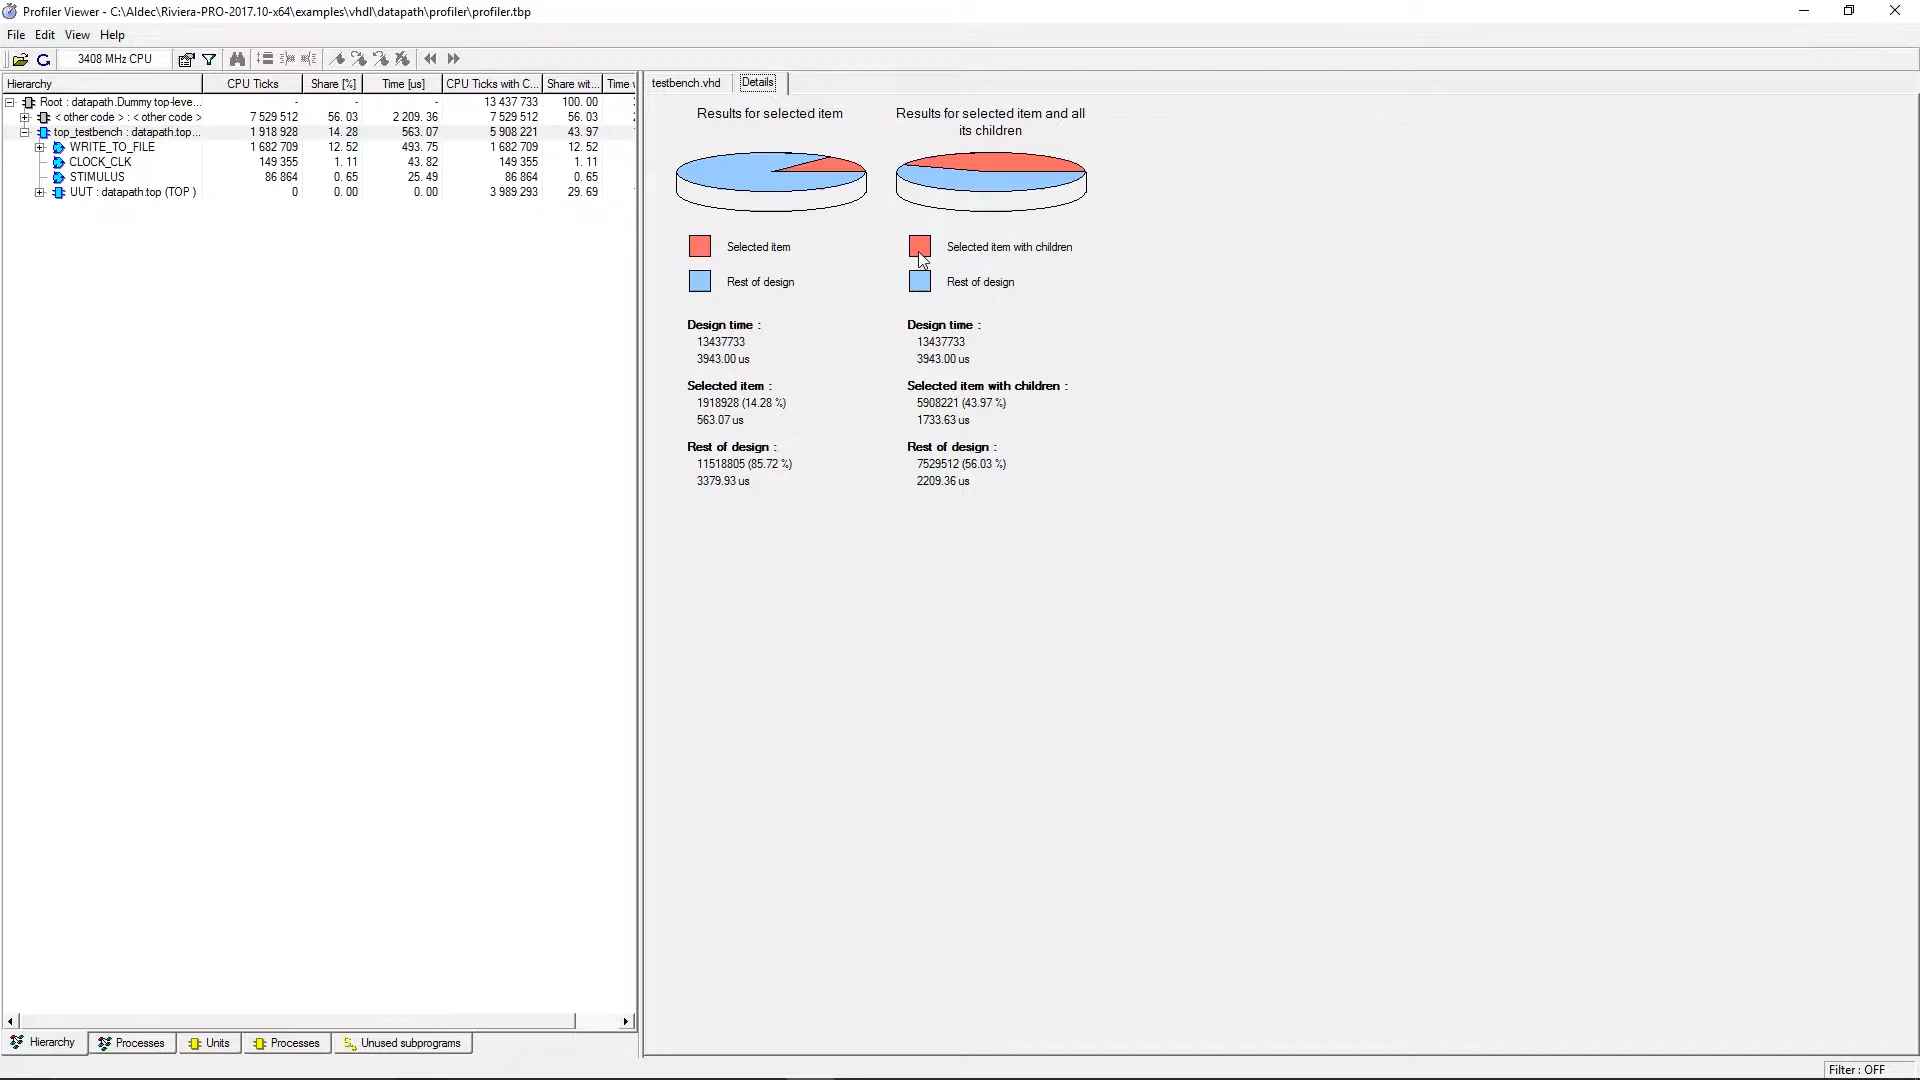 Profiler Viewer - C:\Aldec\Riviera-PRO-2017.10-x64\examples\vhdl\datapath\profiler\profiler.tbp
File Edit View Help
3408 MHz CPU
Hierarchy CPU Ticks Share [%] Time [us] CPU Ticks with C... Share wit... Time
Root : datapath.Dummy top-leve... - - - 13 437 733 100. 00
< other code > : < other code > 7 529 512 56. 03 2 209. 36 7 529 512 56. 03
top_testbench : datapath.top... 1 918 928 14. 28 563. 07 5 908 221 43. 97
WRITE_TO_FILE 1 682 709 12. 52 493. 75 1 682 709 12. 52
CLOCK_CLK 149 355 1. 11 43. 82 149 355 1. 11
STIMULUS 86 864 0. 65 25. 49 86 864 0. 65
UUT : datapath.top (TOP ) 0 0. 00 0. 00 3 989 293 29. 69
Hierarchy Processes Units Processes Unused subprograms
testbench.vhd Details
Results for selected item
Selected item
Rest of design
Design time :
13437733
3943.00 us
Selected item :
1918928 (14.28 %)
563.07 us
Rest of design :
11518805 (85.72 %)
3379.93 us
Results for selected item and all
its children
Selected item with children
Rest of design
Design time :
13437733
3943.00 us
Selected item with children :
5908221 (43.97 %)
1733.63 us
Rest of design :
7529512 (56.03 %)
2209.36 us
Filter : OFF